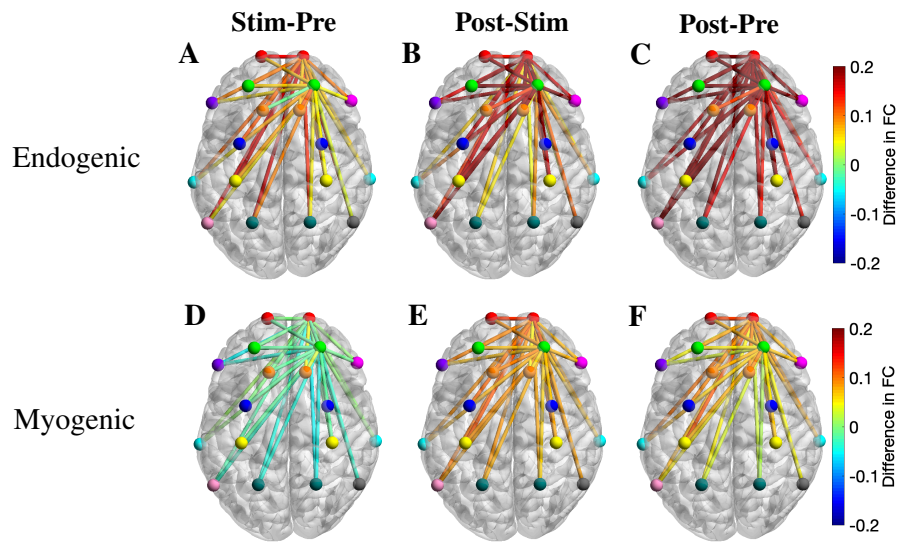 Stim-Pre Post-Stim Post-Pre
A B C
Endogenic
0.2
0.1
0
-0.1
-0.2
Difference in FC
D E F
Myogenic
0.2
0.1
0
-0.1
-0.2
Difference in FC